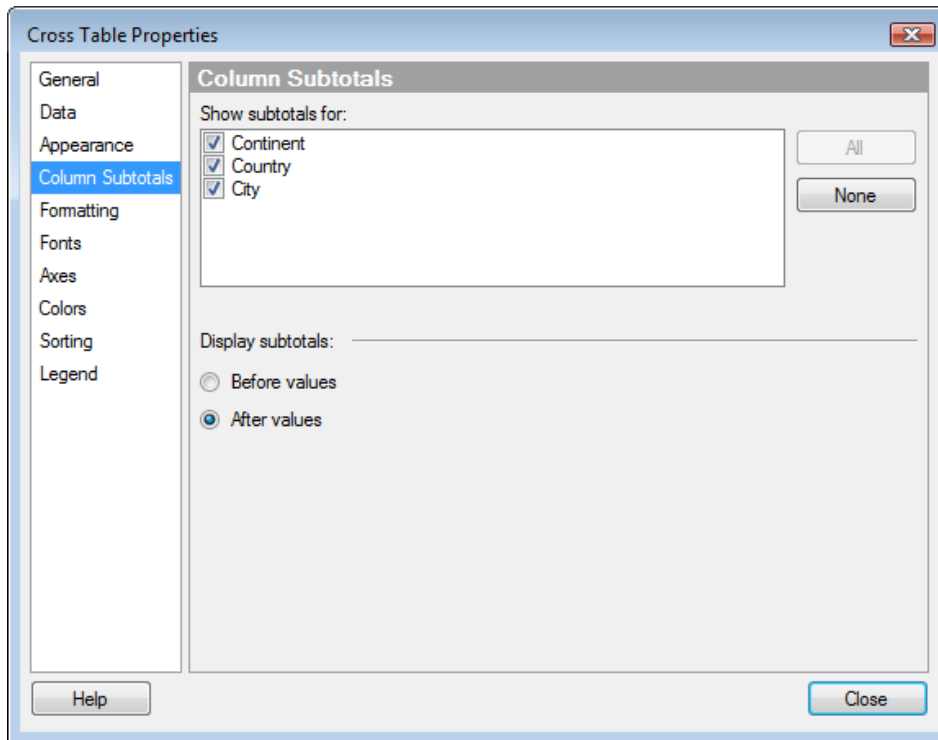 Cross Table Properties
General
Data
Appearance
Column Subtotals
Formatting
Fonts
Axes
Colors
Sorting
Legend
Column Subtotals
Show subtotals for:
Continent
Country
City
All
None
Display subtotals:
Before values
After values
Help
Close